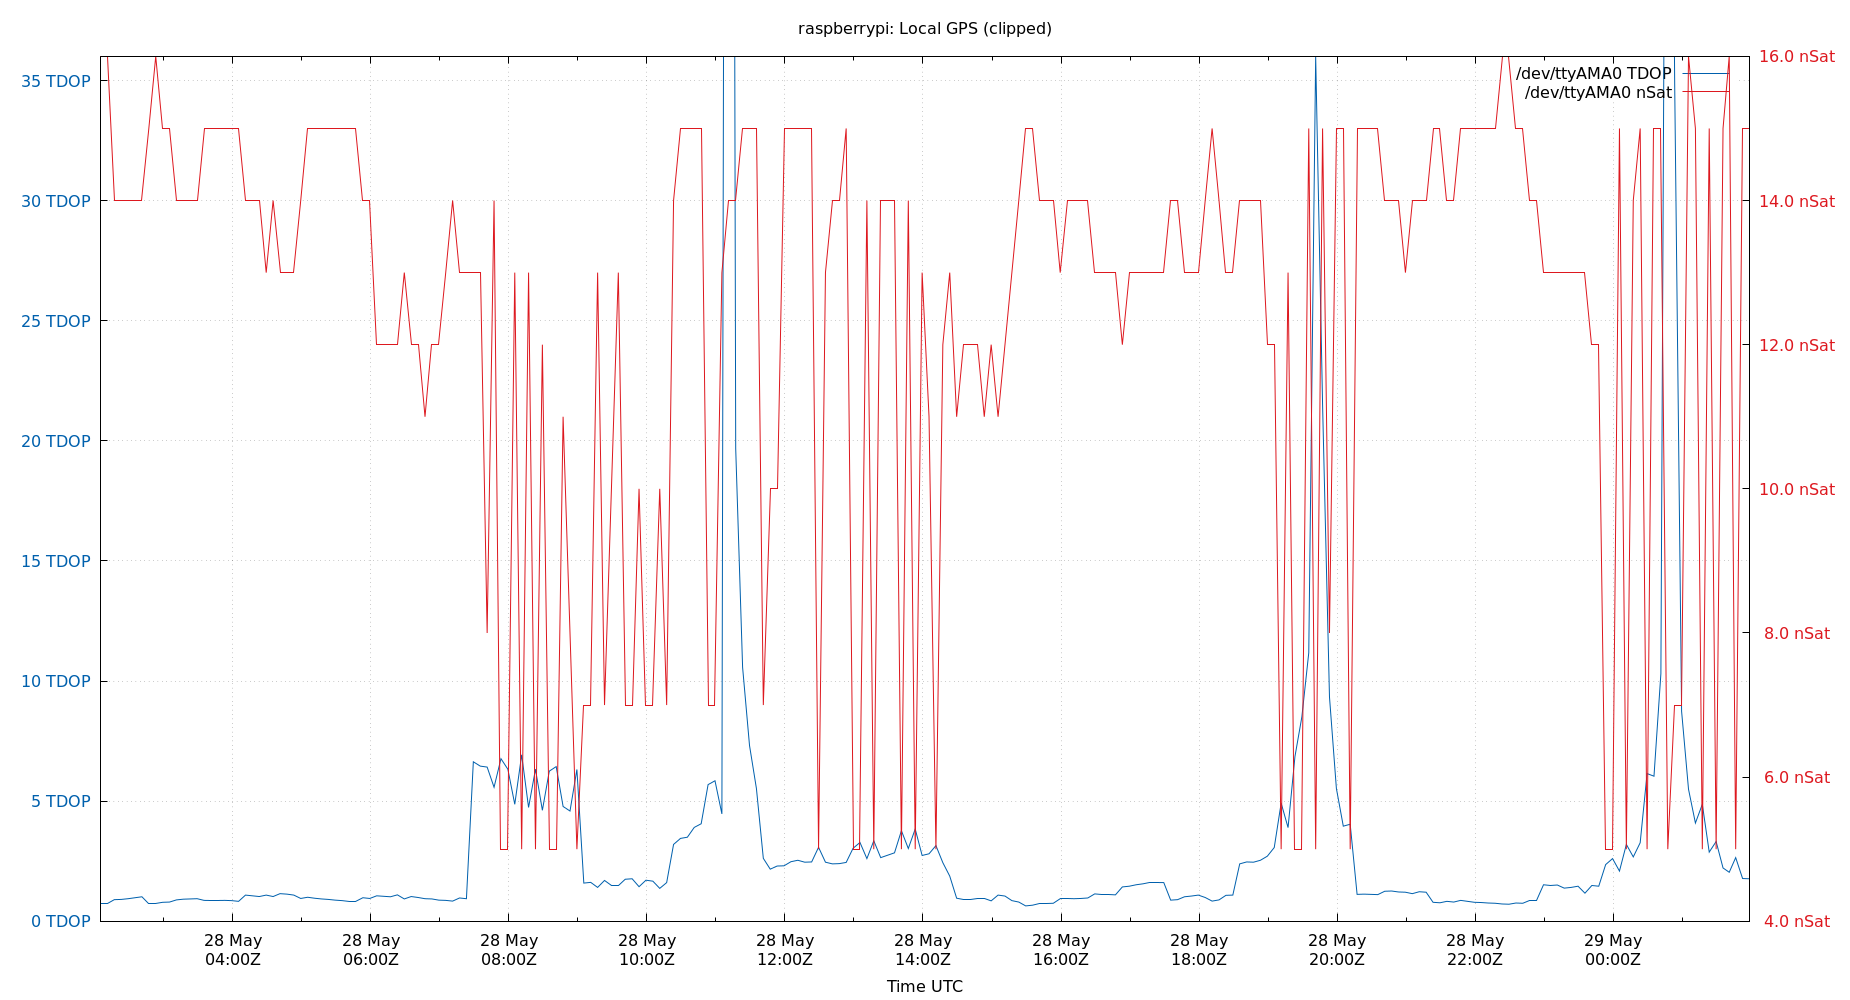 raspberrypi: Local GPS (clipped)
/dev/ttyAMA0 TDOP
/dev/ttyAMA0 nSat
35 TDOP
30 TDOP
25 TDOP
20 TDOP
15 TDOP
10 TDOP
5 TDOP
0 TDOP
16.0 nSat
14.0 nSat
12.0 nSat
10.0 nSat
8.0 nSat
6.0 nSat
4.0 nSat
28 May
04:00Z
28 May
06:00Z
28 May
08:00Z
28 May
10:00Z
28 May
12:00Z
28 May
14:00Z
28 May
16:00Z
28 May
18:00Z
28 May
20:00Z
28 May
22:00Z
29 May
00:00Z
Time UTC